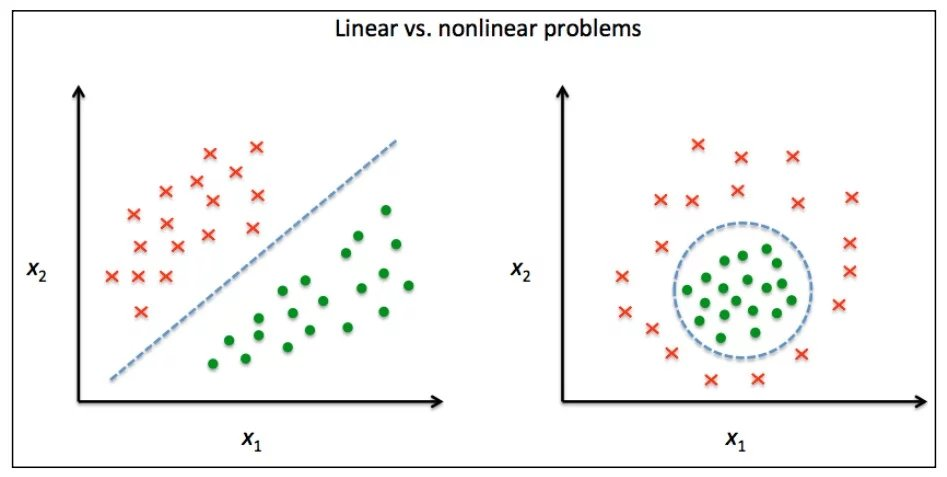 Linear vs. nonlinear problems
x₂
x₁
x₂
x₁